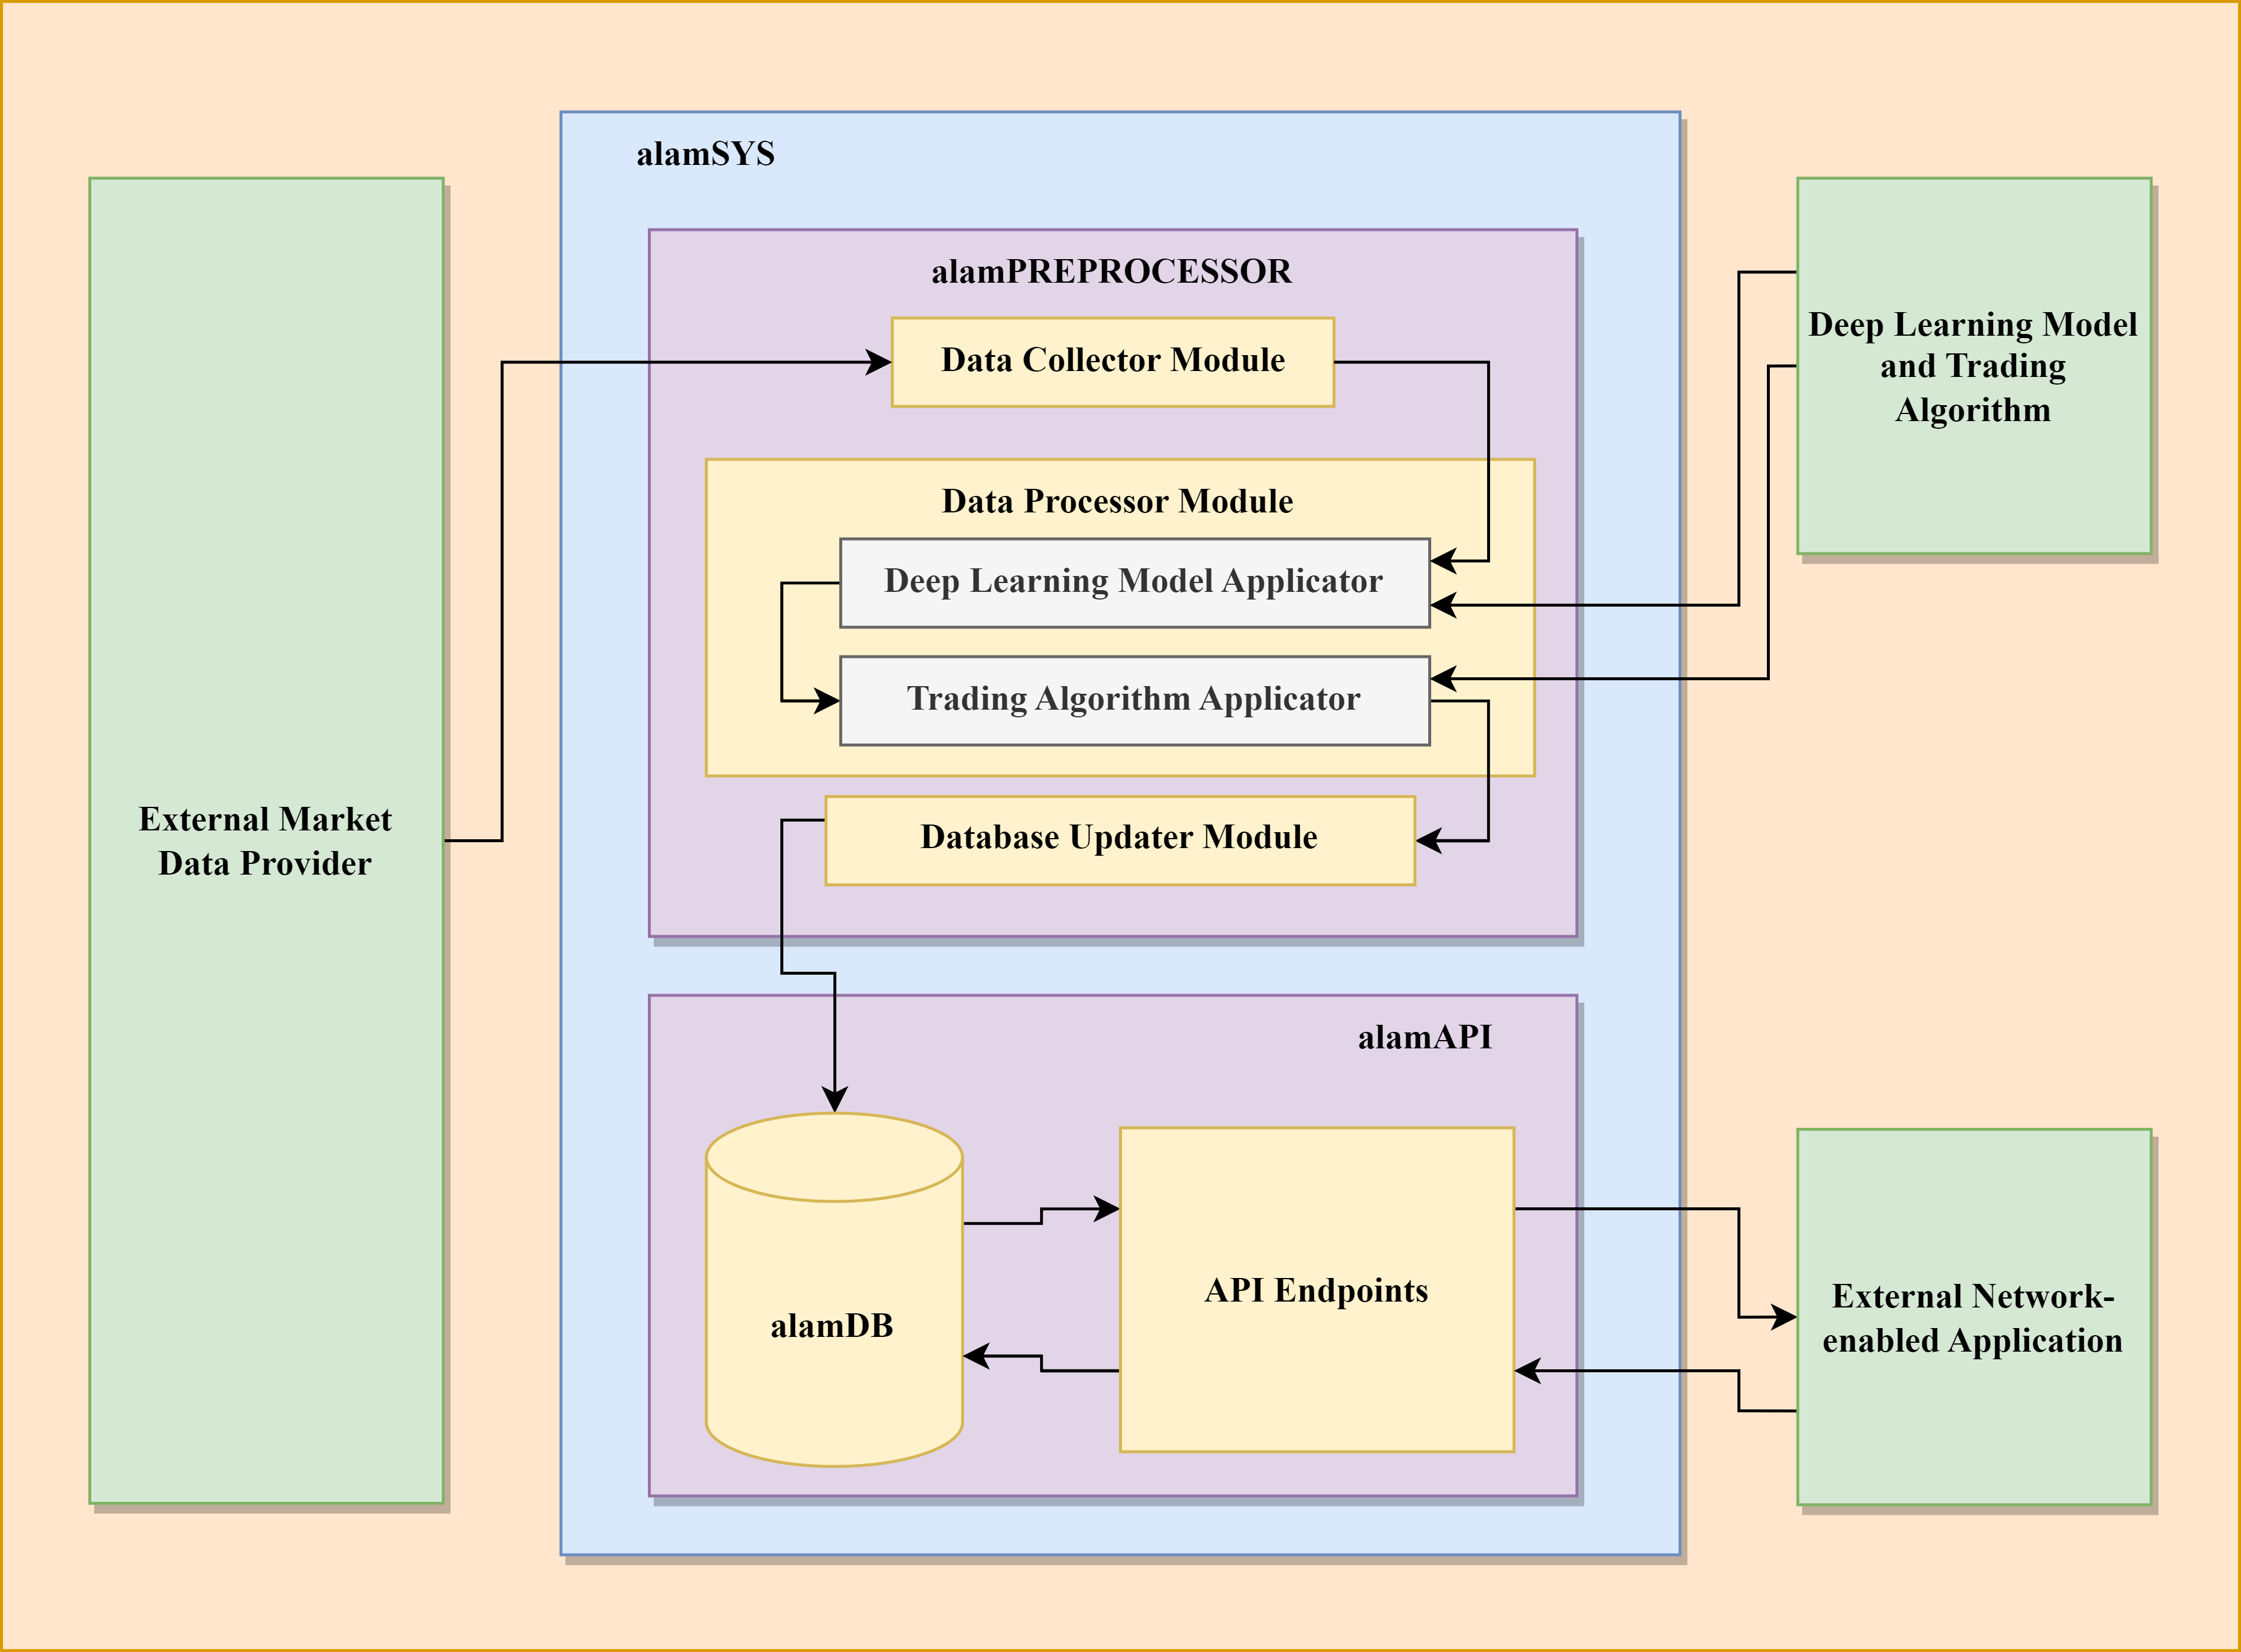 alamSYS
alamPREPROCESSOR
Data Collector Module
Data Processor Module
Deep Learning Model Applicator
Trading Algorithm Applicator
Database Updater Module
External Market
Data Provider
Deep Learning Model
and Trading
Algorithm
alamAPI
alamDB
API Endpoints
External Network-
enabled Application